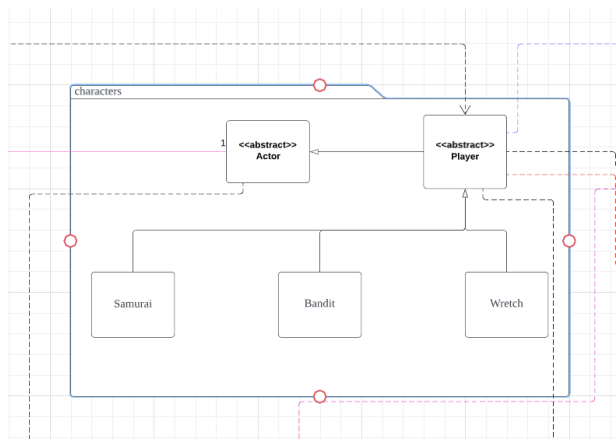 characters
1
<<abstract>>
Actor
<<abstract>>
Player
Samurai
Bandit
Wretch